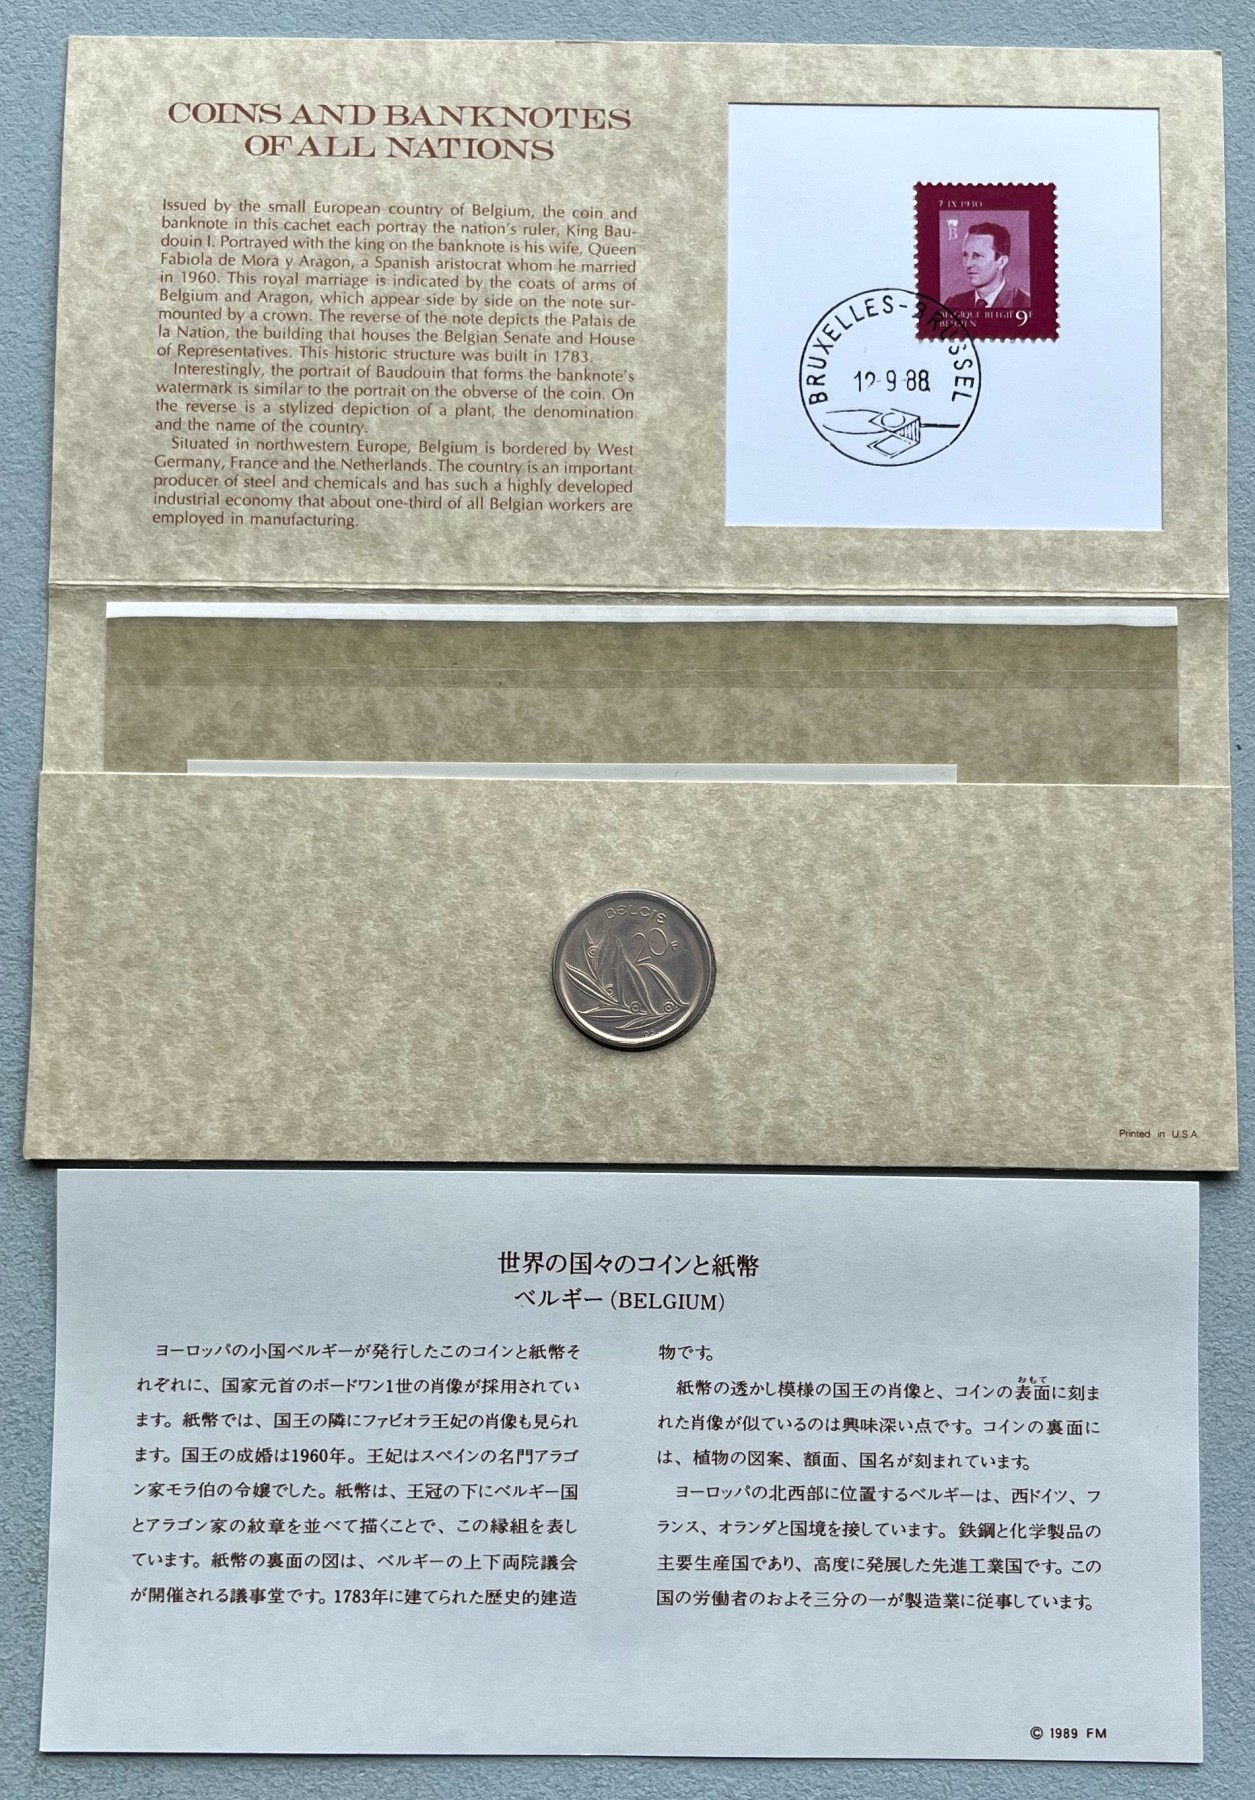 COINS AND BANKNOTES
OF ALL NATIONS
Issued by the small European country of Belgium, the coin and
banknote in this cachet each portray the nation's ruler, King Bau-
douin I. Portrayed with the king on the banknote is his wife, Queen
Fabiola de Mora y Aragon, a Spanish aristocrat whom he married
in 1960. This royal marriage is indicated by the coats of arms of
Belgium and Aragon, which appear side by side on the note sur-
mounted by a crown. The reverse of the note depicts the Palais de
la Nation, the building that houses the Belgian Senate and House
of Representatives. This historic structure was built in 1783.
Interestingly, the portrait of Baudouin that forms the banknote's
watermark is similar to the portrait on the obverse of the coin. On
the reverse is a stylized depiction of a plant, the denomination
and the name of the country.
Situated in northwestern Europe, Belgium is bordered by West
Germany, France and the Netherlands. The country is an important
producer of steel and chemicals and has such a highly developed
industrial economy that about one-third of all Belgian workers are
employed in manufacturing.
7 IX 1930
B
BELGIQUE BELGIË 9F
BELGIEN
BRUXELLES-BRUSSEL
12-9-88
BELGIE
20 F
Printed in U.S.A.
世界の国々のコインと紙幣
ベルギー(BELGIUM)
ヨーロッパの小国ベルギーが発行したこのコインと紙幣そ
れぞれに、国家元首のボードワン1世の肖像が採用されてい
ます。紙幣では、国王の隣にファビオラ王妃の肖像も見られ
ます。国王の成婚は1960年。王妃はスペインの名門アラゴ
ン家モラ伯の令嬢でした。紙幣は、王冠の下にベルギー国
とアラゴン家の紋章を並べて描くことで、この縁組を表し
ています。紙幣の裏面の図は、ベルギーの上下両院議会
が開催される議事堂です。1783年に建てられた歴史的建造
物です。
紙幣の透かし模様の国王の肖像と、コインの表面に刻ま
おもて
れた肖像が似ているのは興味深い点です。コインの裏面に
は、植物の図案、額面、国名が刻まれています。
ヨーロッパの北西部に位置するベルギーは、西ドイツ、フ
ランス、オランダと国境を接しています。鉄鋼と化学製品の
主要生産国であり、高度に発展した先進工業国です。この
国の労働者のおよそ三分の一が製造業に従事しています。
© 1989 FM